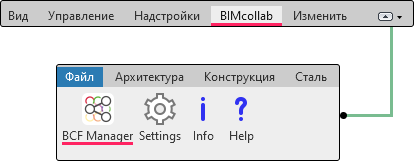 Вид Управление Надстройки BIMcollab Изменить
Файл Архитектура Конструкция Сталь
BCF Manager Settings Info Help